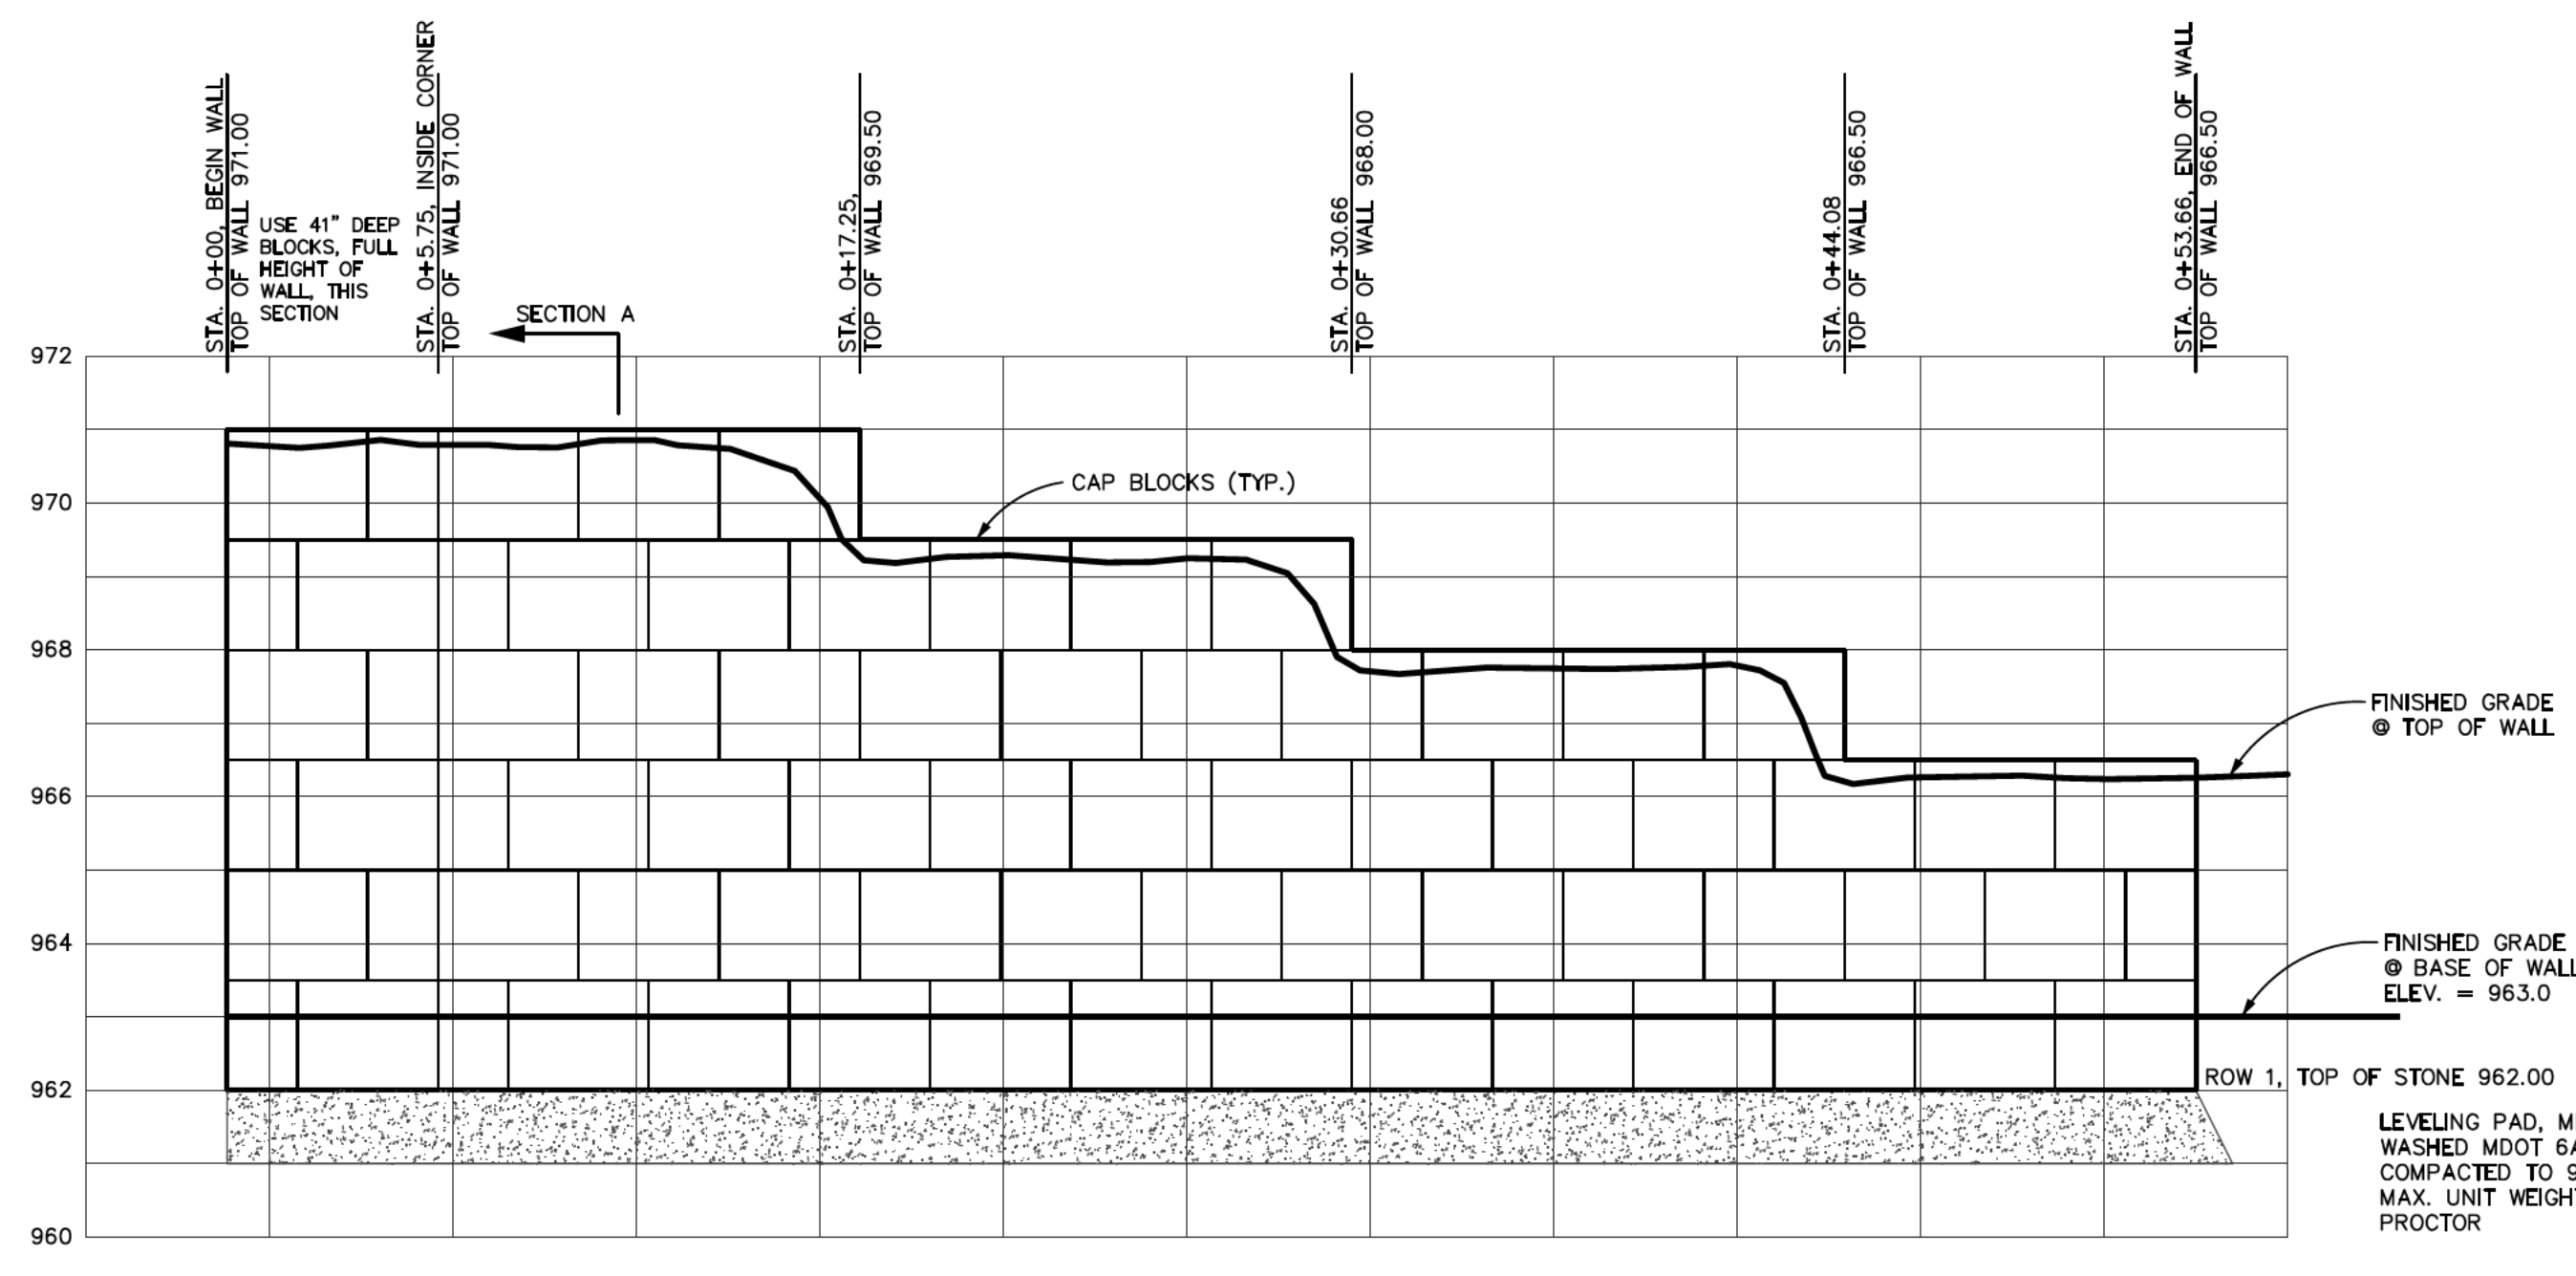 STA. 0+00, BEGIN WALL
TOP OF WALL 971.00
USE 41" DEEP
BLOCKS, FULL
HEIGHT OF
WALL, THIS
SECTION
STA. 0+5.75, INSIDE CORNER
TOP OF WALL 971.00
SECTION A
STA. 0+17.25,
TOP OF WALL 969.50
STA. 0+30.66
TOP OF WALL 968.00
STA. 0+44.08
TOP OF WALL 966.50
STA. 0+53.66, END OF WALL
TOP OF WALL 966.50
972
970
968
966
964
962
960
CAP BLOCKS (TYP.)
FINISHED GRADE
@ TOP OF WALL
FINISHED GRADE
@ BASE OF WALL
ELEV. = 963.0
ROW 1, TOP OF STONE 962.00
LEVELING PAD,
WASHED MDOT
COMPACTED TO
MAX. UNIT WEIGHT
PROCTOR